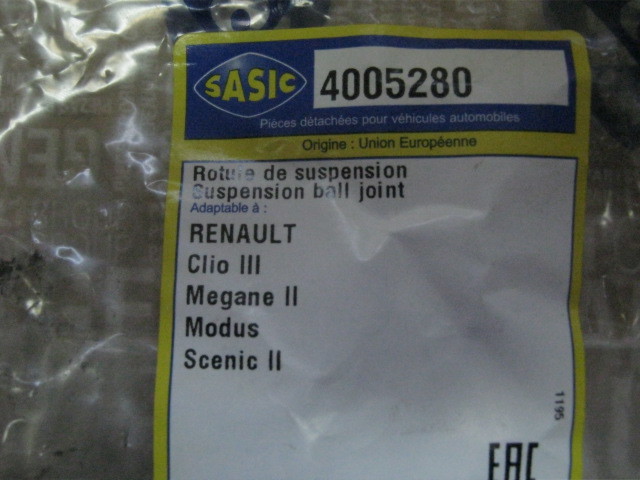 SASIC 4005280
Pièces détachées pour véhicules automobiles
Origine : Union Européenne
Rotule de suspension
Suspension ball joint
Adaptable à :
RENAULT
Clio III
Megane II
Modus
Scenic II
1195
EAC